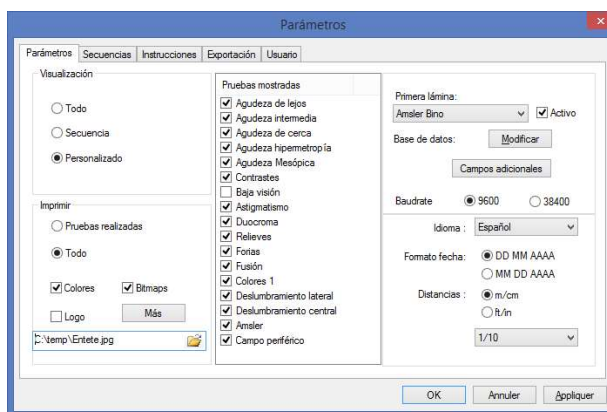 Parámetros
Parámetros Secuencias Instrucciones Exportación Usuario
Visualización
Todo
Secuencia
Personalizado
Imprimir
Pruebas realizadas
Todo
Colores Bitmaps
Logo Más
C:\temp\Entete.jpg
Pruebas mostradas
Agudeza de lejos
Agudeza intermedia
Agudeza de cerca
Agudeza hipermetropía
Agudeza Mesópica
Contrastes
Baja visión
Astigmatismo
Duocroma
Relieves
Forias
Fusión
Colores 1
Deslumbramiento lateral
Deslumbramiento central
Amsler
Campo periférico
Primera lámina:
Amsler Bino Activo
Base de datos: Modificar
Campos adicionales
Baudrate 9600 38400
Idioma : Español
Formato fecha: DD MM AAAA
MM DD AAAA
Distancias : m/cm
ft/in
1/10
OK Annuler Appliquer